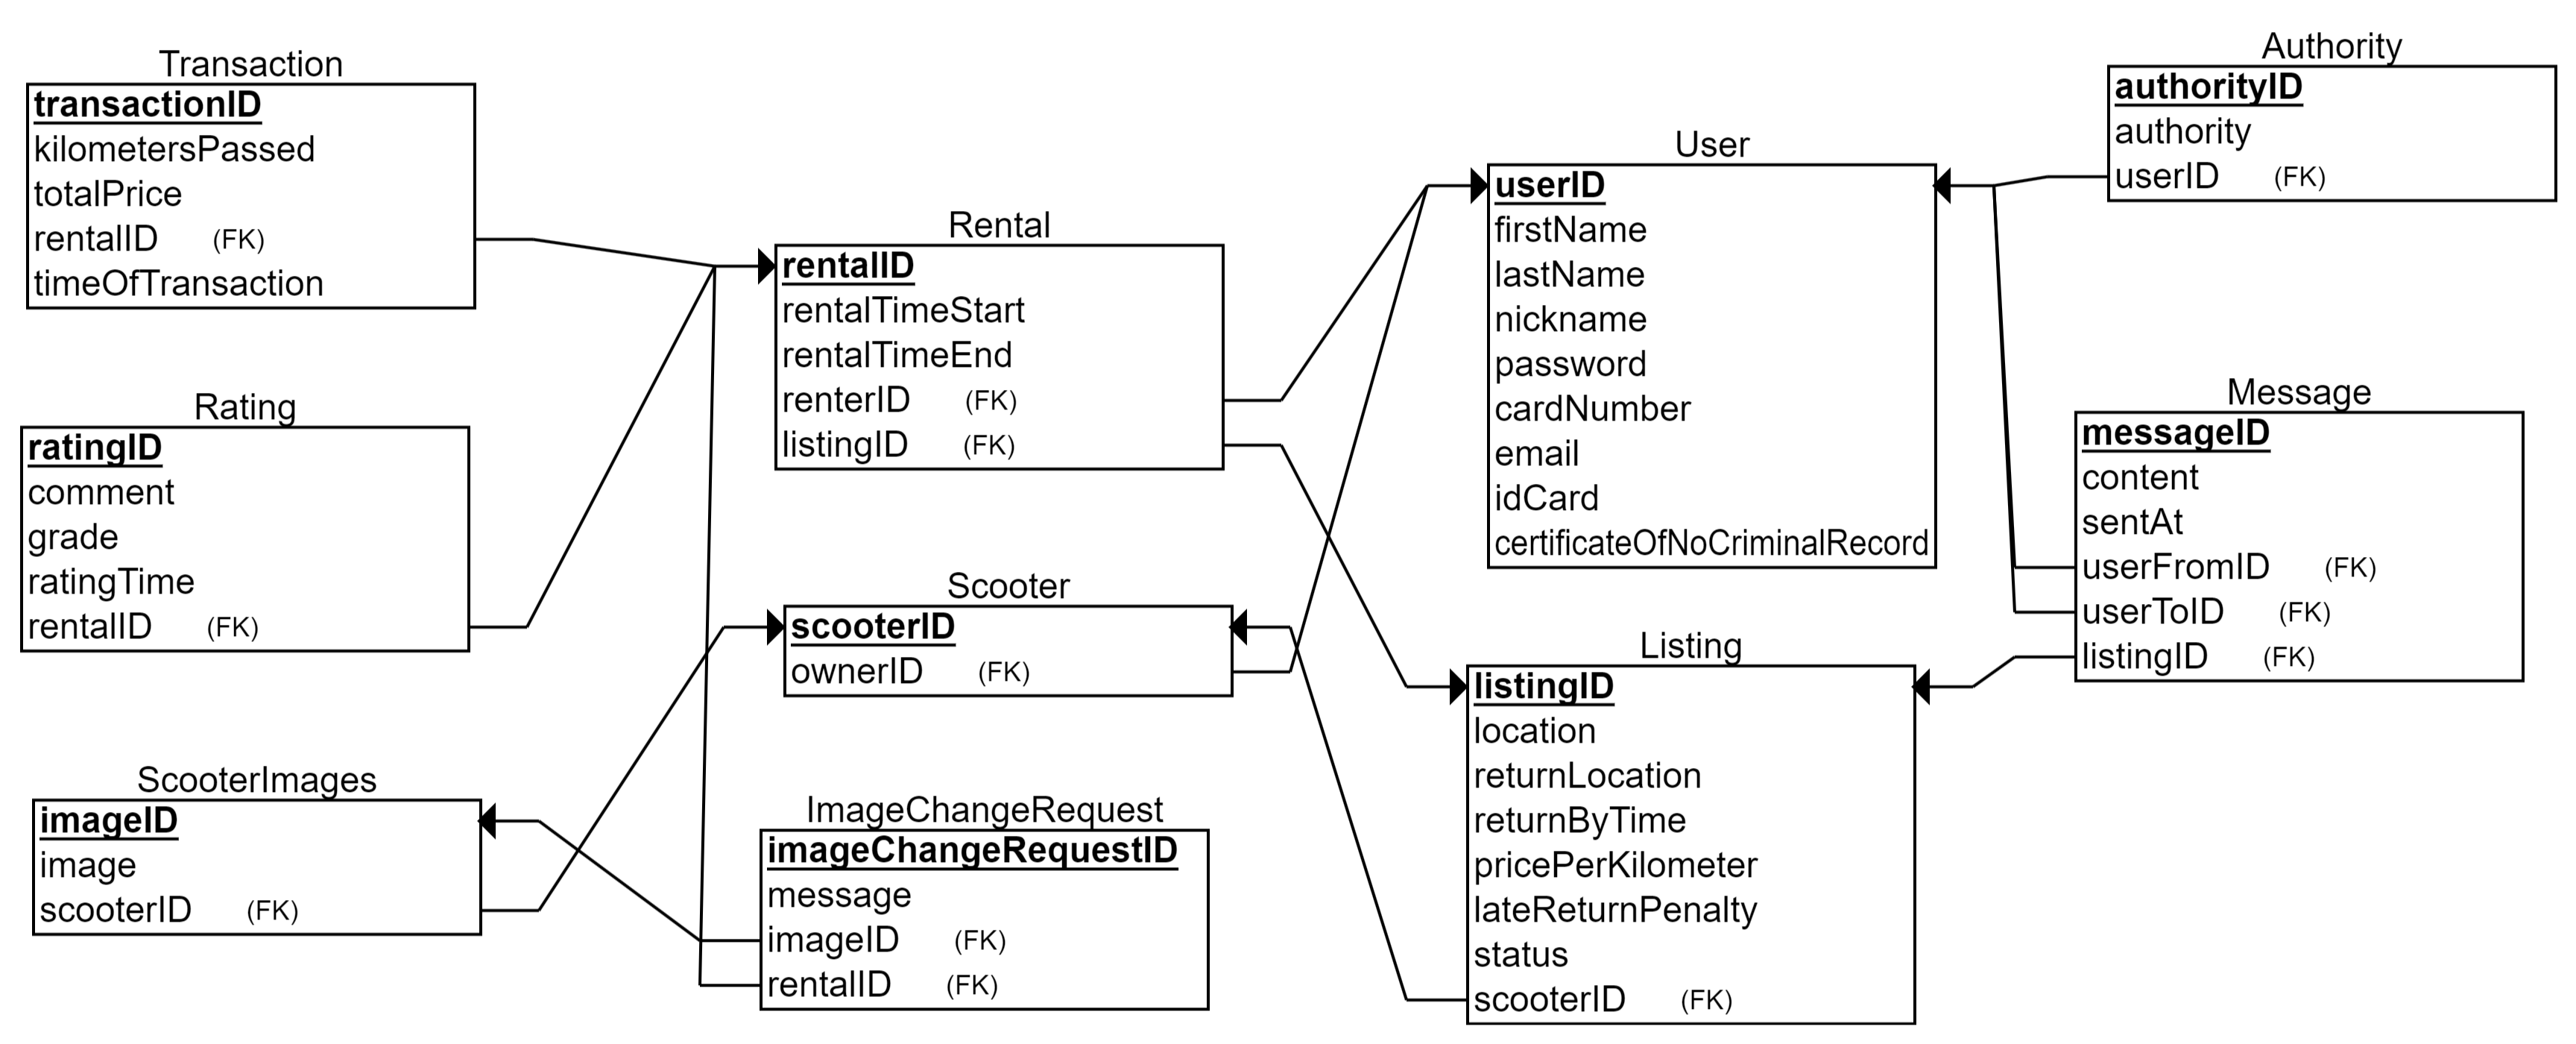 Transaction
transactionID
kilometersPassed
totalPrice
rentalID (FK)
timeOfTransaction
Rating
ratingID
comment
grade
ratingTime
rentalID (FK)
ScooterImages
imageID
image
scooterID (FK)
Rental
rentalID
rentalTimeStart
rentalTimeEnd
renterID (FK)
listingID (FK)
Scooter
scooterID
ownerID (FK)
ImageChangeRequest
imageChangeRequestID
message
imageID (FK)
rentalID (FK)
User
userID
firstName
lastName
nickname
password
cardNumber
email
idCard
certificateOfNoCriminalRecord
Listing
listingID
location
returnLocation
returnByTime
pricePerKilometer
lateReturnPenalty
status
scooterID (FK)
Authority
authorityID
authority
userID (FK)
Message
messageID
content
sentAt
userFromID (FK)
userToID (FK)
listingID (FK)